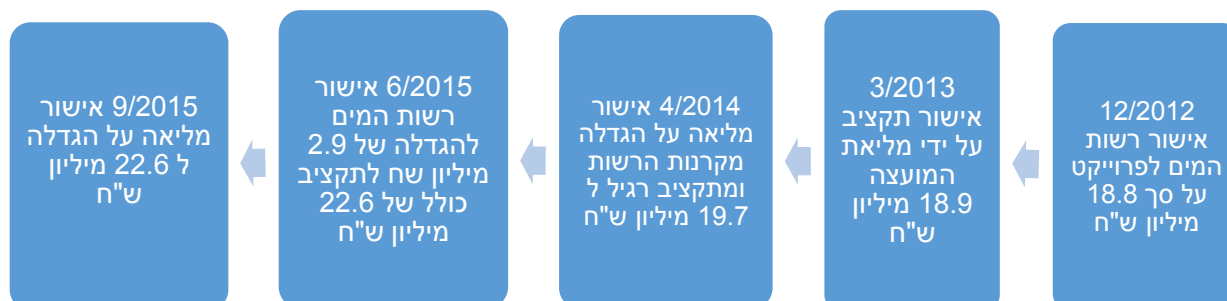 12/2012
אישור רשות
המים לפרוייקט
על סך 18.8
מיליון ש"ח
3/2013
אישור תקציב
על ידי מליאת
המועצה
18.9 מיליון
ש"ח
4/2014 אישור
מליאה על הגדלה
מקרנות הרשות
ומתקציב רגיל ל
19.7 מיליון ש"ח
6/2015 אישור
רשות המים
להגדלה של 2.9
מיליון שח לתקציב
כולל של 22.6
מיליון ש"ח
9/2015 אישור
מליאה על הגדלה
ל 22.6 מיליון
ש"ח